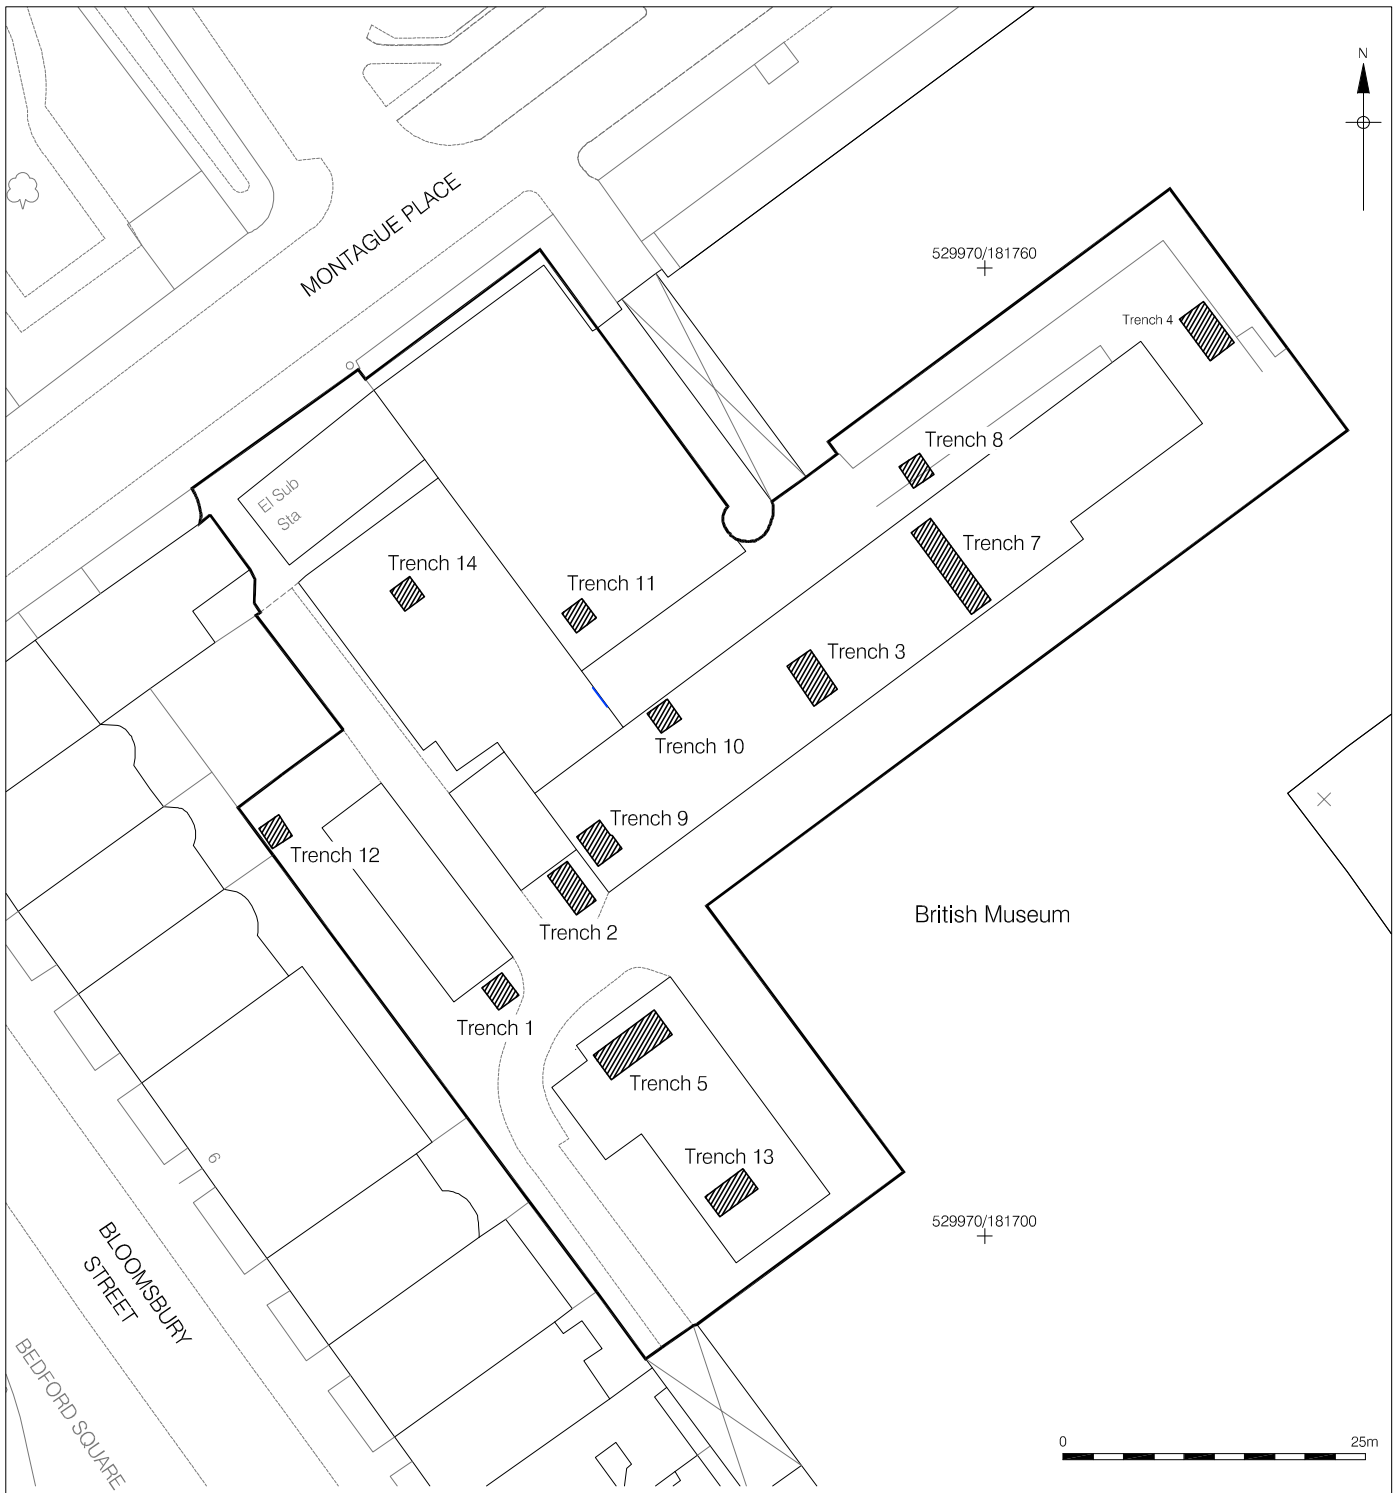 N
MONTAGUE PLACE
529970/181760
Trench 4
Trench 8
El Sub
Sta
Trench 7
Trench 14
Trench 11
Trench 3
Trench 10
Trench 9
Trench 12
British Museum
Trench 2
Trench 1
Trench 5
Trench 13
6
529970/181700
BLOOMSBURY
STREET
BEDFORD SQUARE
0 25m